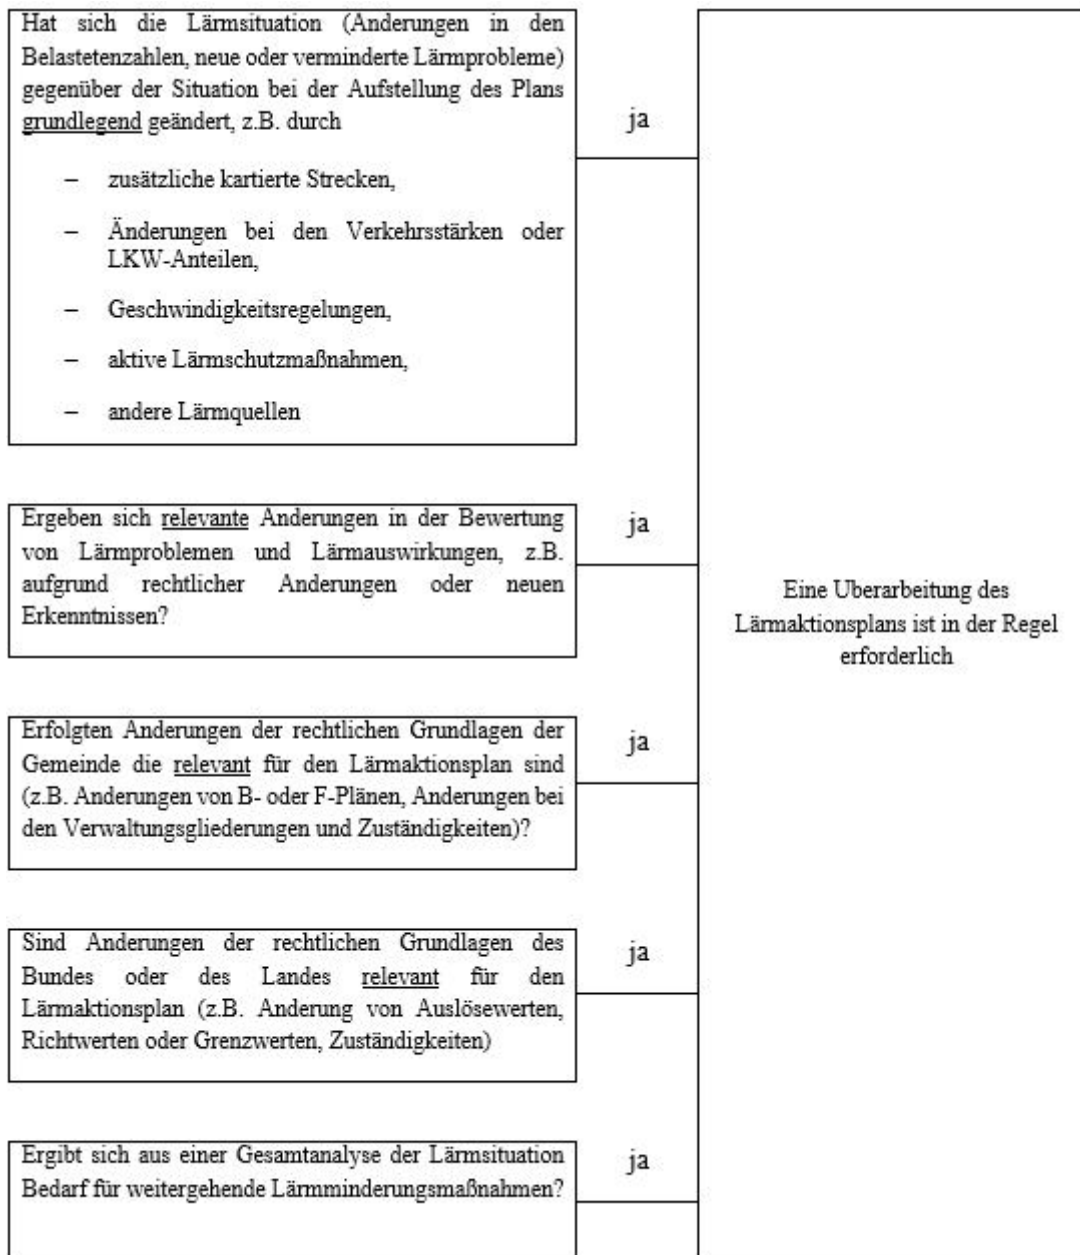 Hat sich die Lärmsituation (Anderungen in den
Belastetenzahlen, neue oder verminderte Lärmprobleme)
gegenüber der Situation bei der Aufstellung des Plans
grundlegend geändert, z.B. durch
– zusätzliche kartierte Strecken,
– Änderungen bei den Verkehrsstärken oder
LKW-Anteilen,
– Geschwindigkeitsregelungen,
– aktive Lärmschutzmaßnahmen,
– andere Lärmquellen
ja
Ergeben sich relevante Anderungen in der Bewertung
von Lärmproblemen und Lärmauswirkungen, z.B.
aufgrund rechtlicher Anderungen oder neuen
Erkenntnissen?
ja
Erfolgten Anderungen der rechtlichen Grundlagen der
Gemeinde die relevant für den Lärmaktionsplan sind
(z.B. Anderungen von B- oder F-Plänen, Anderungen bei
den Verwaltungsgliederungen und Zuständigkeiten)?
ja
Sind Anderungen der rechtlichen Grundlagen des
Bundes oder des Landes relevant für den
Lärmaktionsplan (z.B. Anderung von Auslösewerten,
Richtwerten oder Grenzwerten, Zuständigkeiten)
ja
Ergibt sich aus einer Gesamtanalyse der Lärmsituation
Bedarf für weitergehende Lärmminderungsmaßnahmen?
ja
Eine Uberarbeitung des
Lärmaktionsplans ist in der Regel
erforderlich